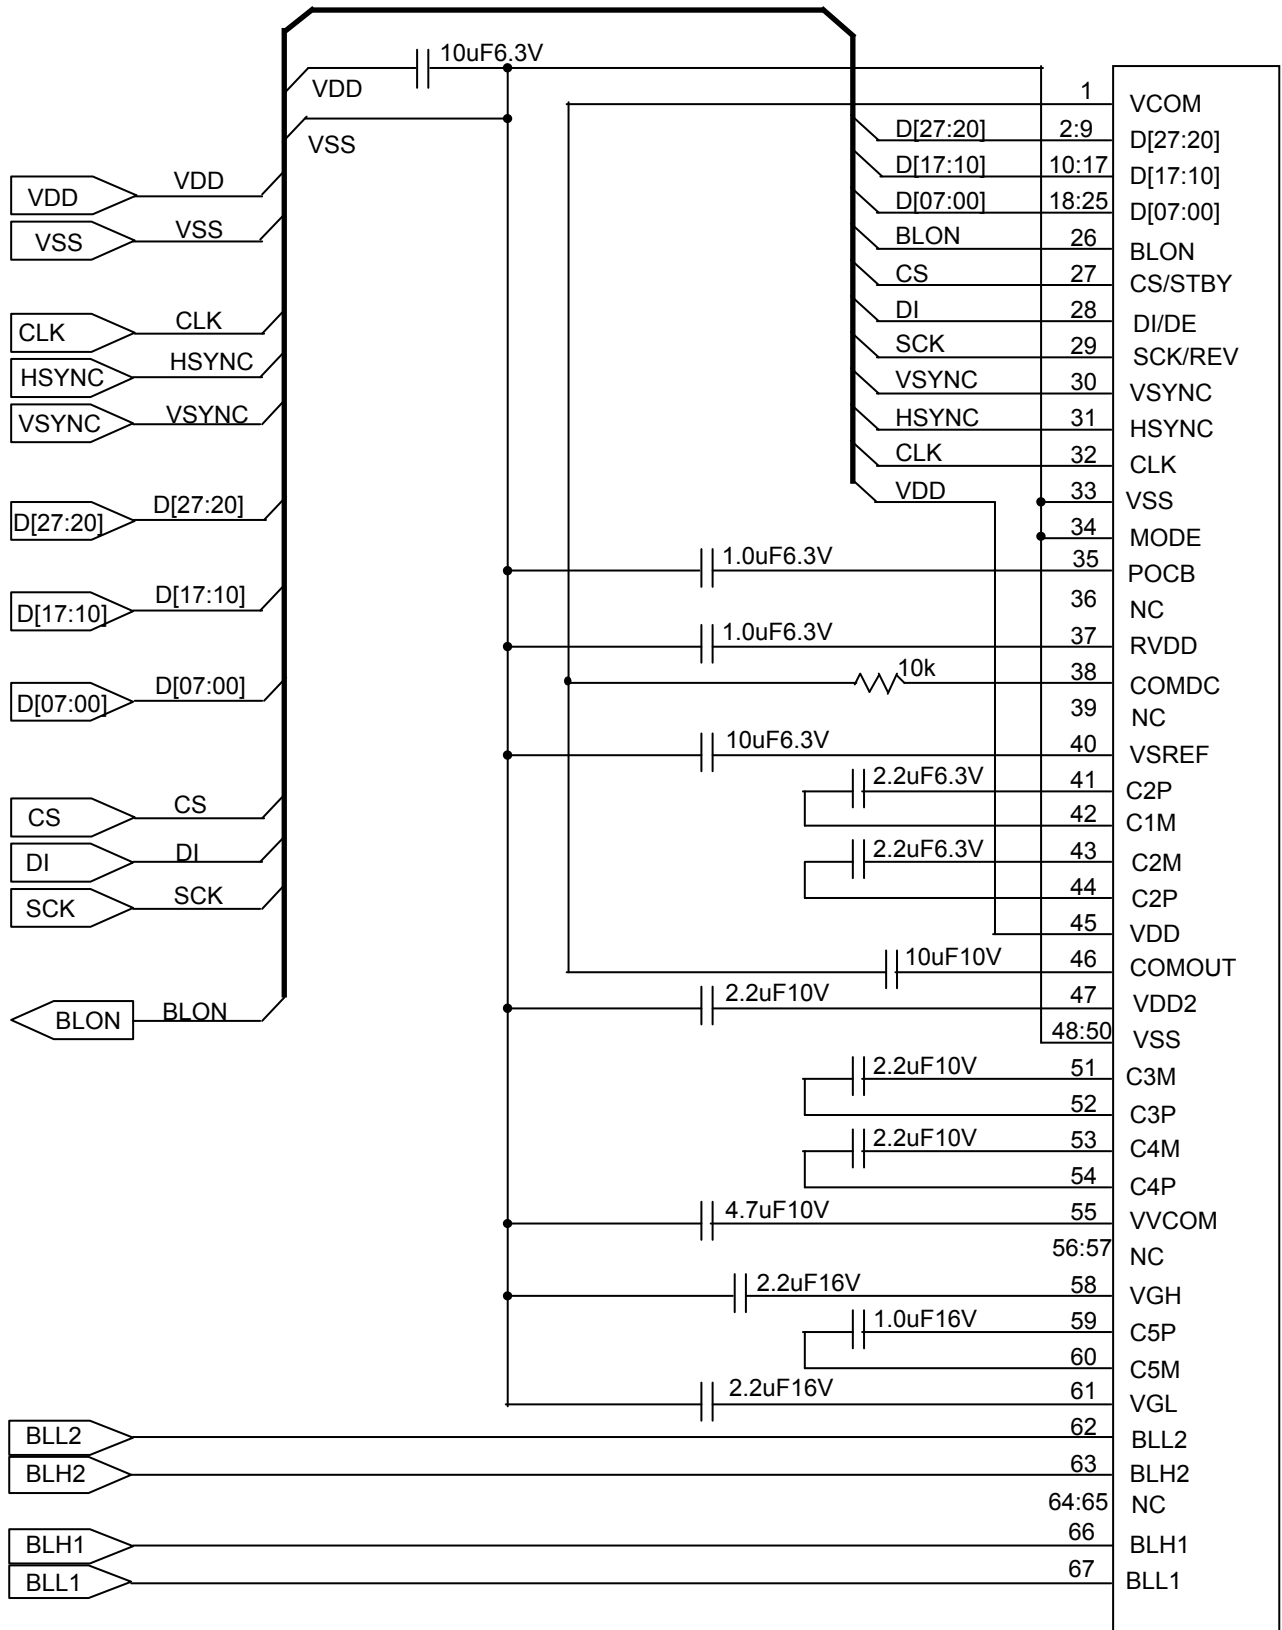 10uF6.3V
VDD
VSS
VDD VDD
VSS VSS
CLK CLK
HSYNC HSYNC
VSYNC VSYNC
D[27:20] D[27:20]
D[17:10] D[17:10]
D[07:00] D[07:00]
CS CS
DI DI
SCK SCK
BLON BLON
1 VCOM
D[27:20] 2:9 D[27:20]
D[17:10] 10:17 D[17:10]
D[07:00] 18:25 D[07:00]
BLON 26 BLON
CS 27 CS/STBY
DI 28 DI/DE
SCK 29 SCK/REV
VSYNC 30 VSYNC
HSYNC 31 HSYNC
CLK 32 CLK
VDD 33 VSS
34 MODE
1.0uF6.3V 35 POCB
36 NC
1.0uF6.3V 37 RVDD
10k 38 COMDC
39 NC
10uF6.3V 40 VSREF
2.2uF6.3V 41 C2P
42 C1M
2.2uF6.3V 43 C2M
44 C2P
45 VDD
10uF10V 46 COMOUT
2.2uF10V 47 VDD2
48:50 VSS
2.2uF10V 51 C3M
52 C3P
2.2uF10V 53 C4M
54 C4P
4.7uF10V 55 VVCOM
56:57 NC
2.2uF16V 58 VGH
1.0uF16V 59 C5P
60 C5M
2.2uF16V 61 VGL
BLL2 62 BLL2
BLH2 63 BLH2
64:65 NC
BLH1 66 BLH1
BLL1 67 BLL1